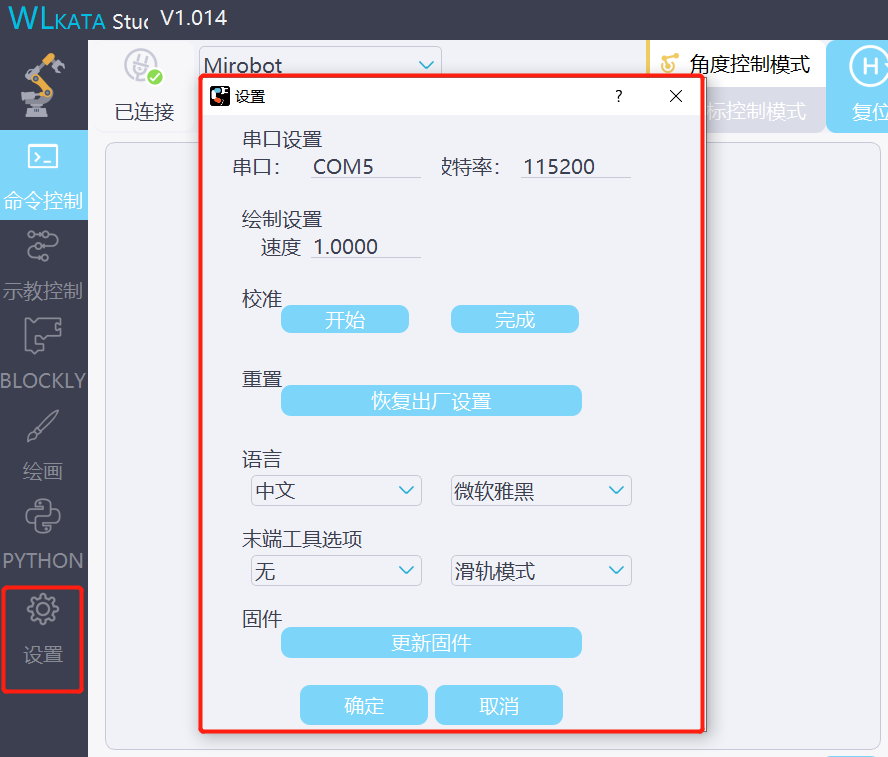 WLKATA Stud V1.014
Mirobot
角度控制模式
已连接
标控制模式
复位
命令控制
示教控制
BLOCKLY
绘画
PYTHON
设置
设置
?
串口设置
串口： COM5 波特率： 115200
绘制设置
速度 1.0000
校准
开始 完成
重置
恢复出厂设置
语言
中文 微软雅黑
末端工具选项
无 滑轨模式
固件
更新固件
确定 取消